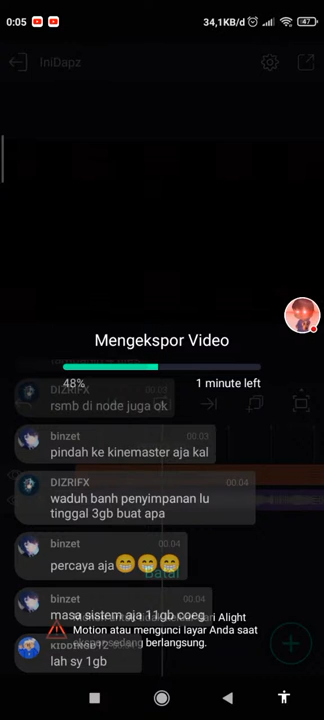 0:05
34,1KB/d
47
IniDapz
Mengekspor Video
48%
1 minute left
DIZRIFX
00.03
rsmb di node juga ok
binzet
00.03
pindah ke kinemaster aja kal
DIZRIFX
00.04
waduh banh penyimpanan lu
tinggal 3gb buat apa
binzet
00.04
percaya aja😁😁😁
Batal
binzet
00.04
masa sistem aja 11gb coeg
Alight
Motion atau mengunci layar Anda saat
ekspor sedang berlangsung.
lah sy 1gb